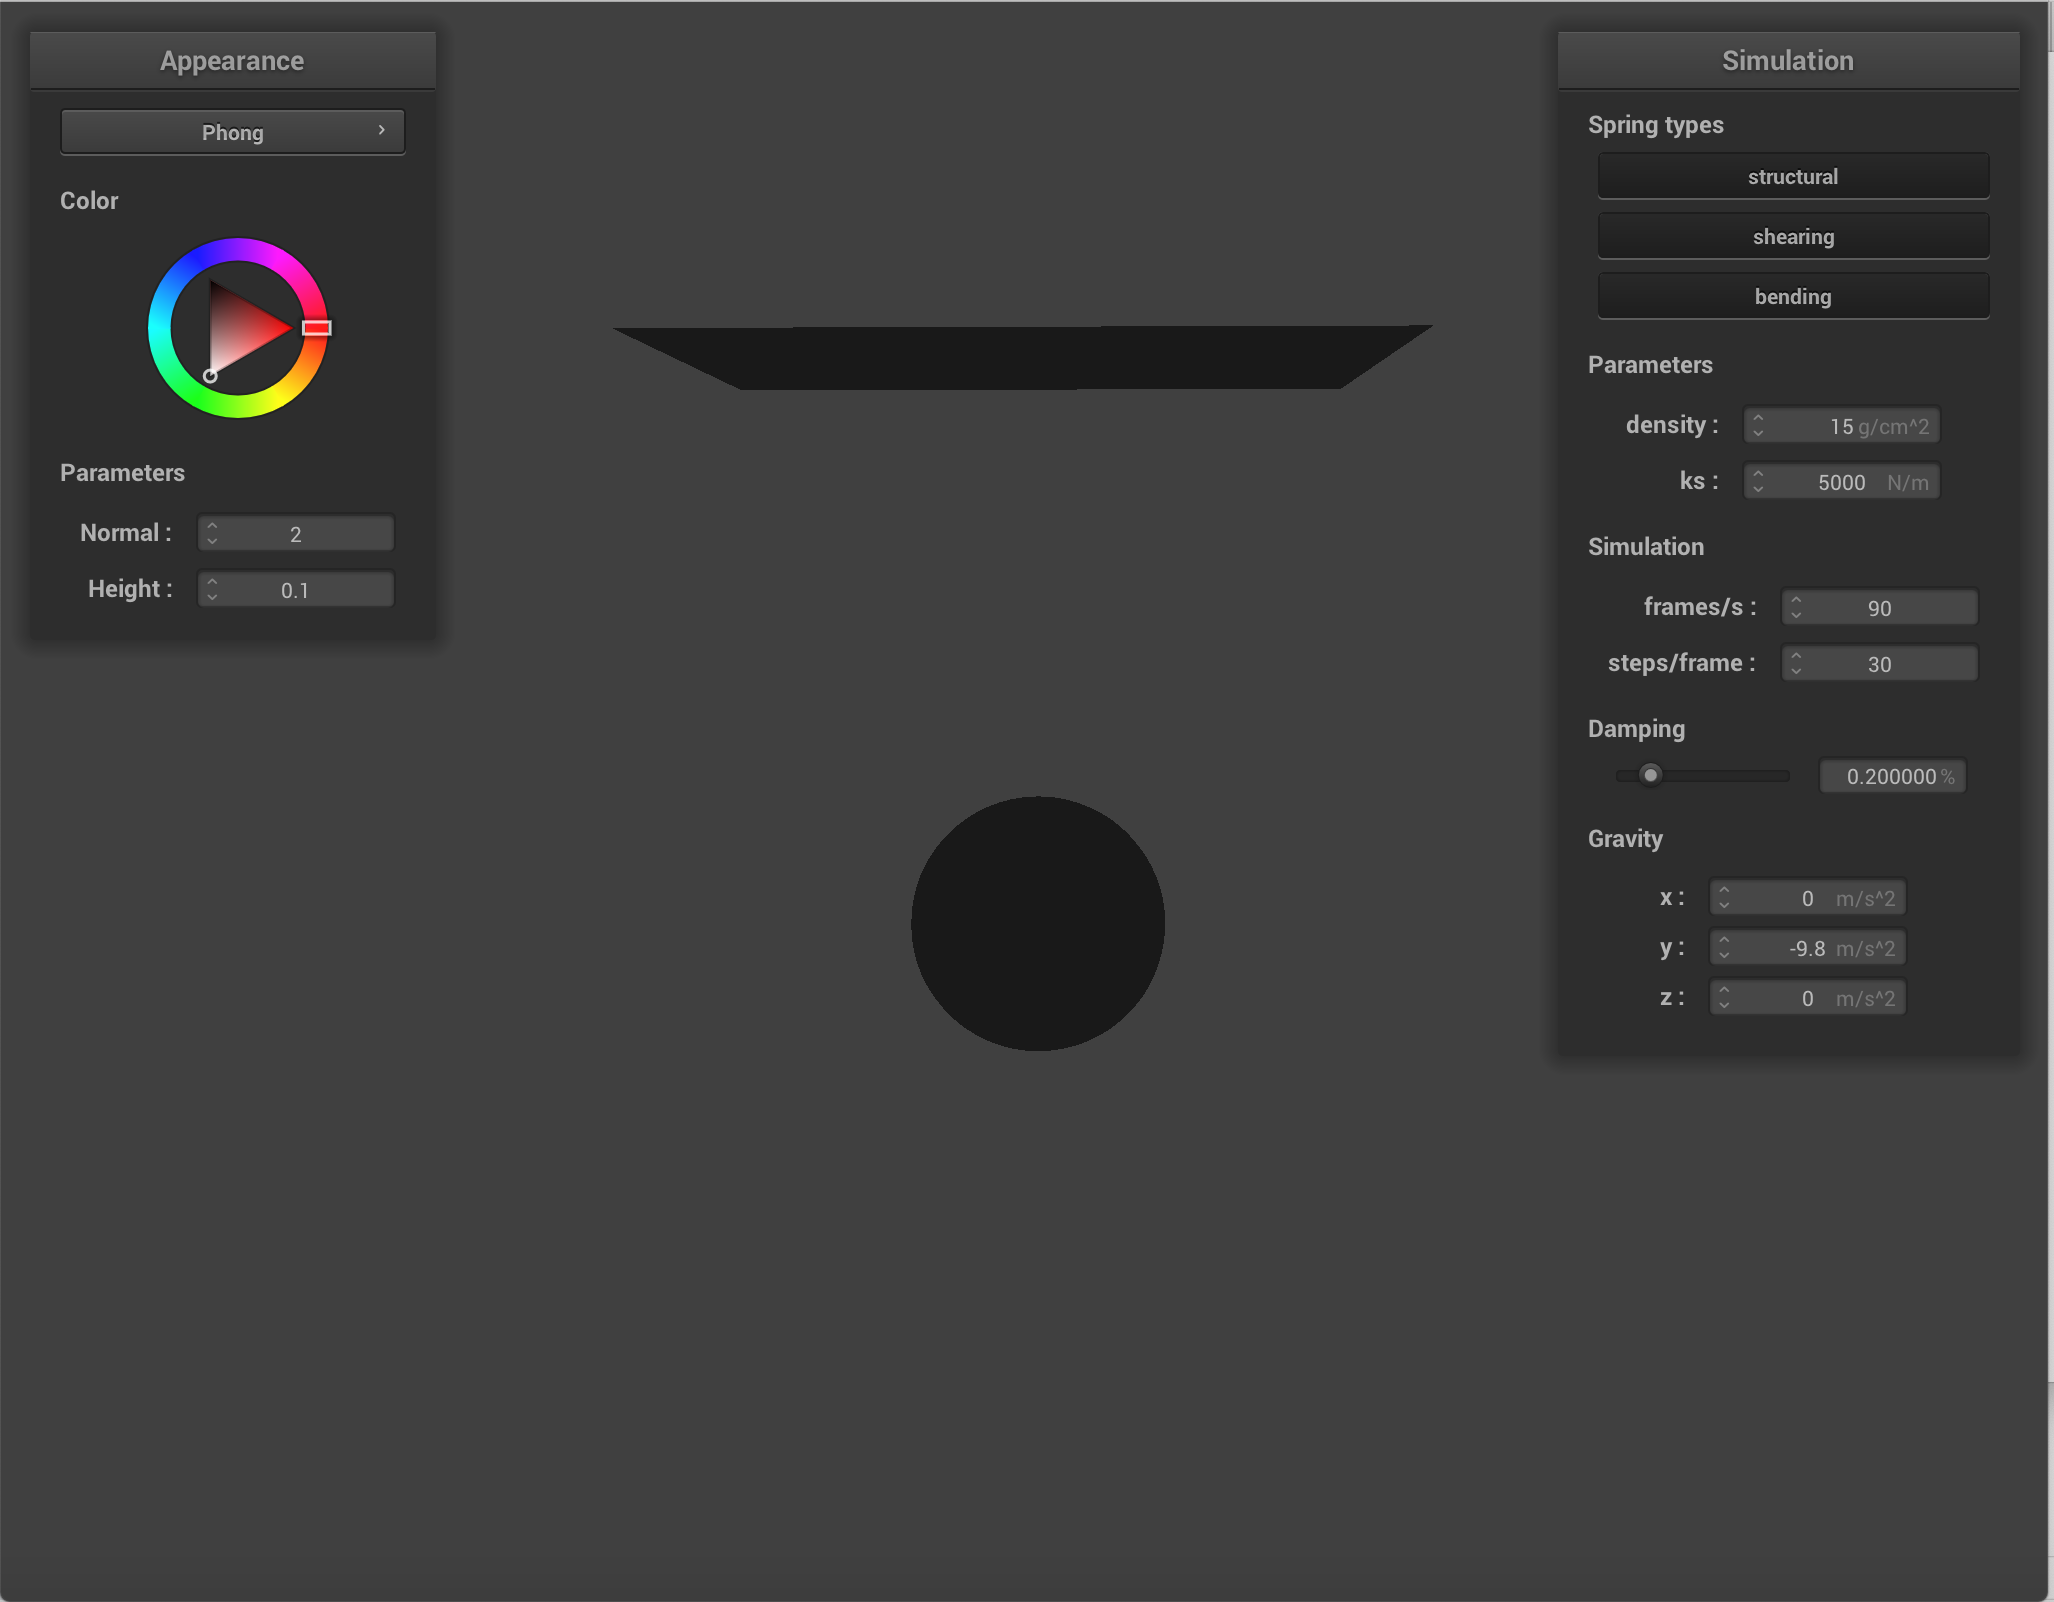 Appearance
Phong
Color
Parameters
Normal : 2
Height : 0.1
Simulation
Spring types
structural
shearing
bending
Parameters
density : 15 g/cm^2
ks : 5000 N/m
Simulation
frames/s : 90
steps/frame : 30
Damping
0.200000 %
Gravity
x : 0 m/s^2
y : -9.8 m/s^2
z : 0 m/s^2